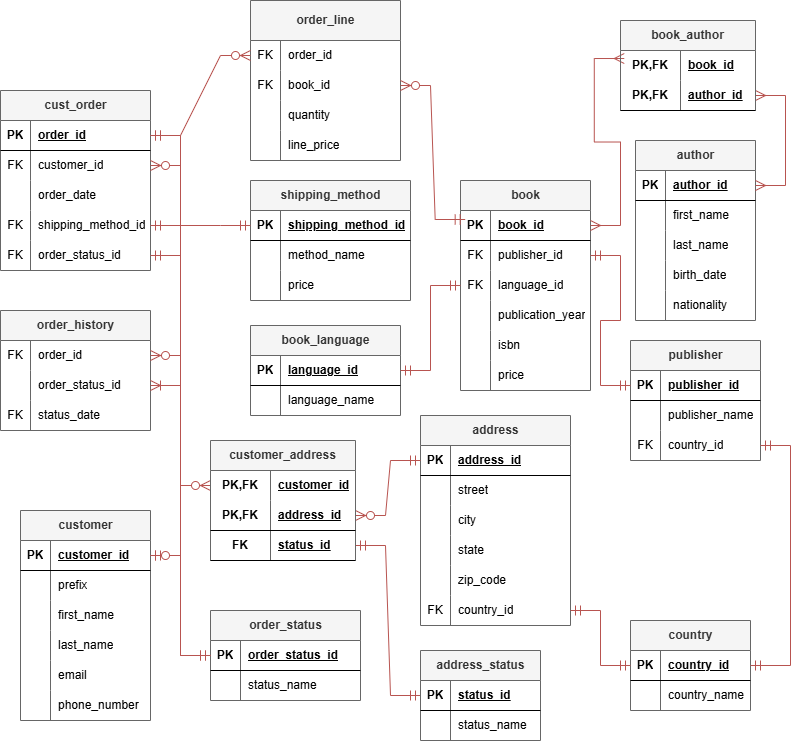 order_line
FK order_id
FK book_id
quantity
line_price
book_author
PK,FK book_id
PK,FK author_id
cust_order
PK order_id
FK customer_id
order_date
FK shipping_method_id
FK order_status_id
shipping_method
PK shipping_method_id
method_name
price
book
PK book_id
FK publisher_id
FK language_id
publication_year
isbn
price
author
PK author_id
first_name
last_name
birth_date
nationality
order_history
FK order_id
order_status_id
FK status_date
book_language
PK language_id
language_name
publisher
PK publisher_id
publisher_name
FK country_id
customer_address
PK,FK customer_id
PK,FK address_id
FK status_id
address
PK address_id
street
city
state
zip_code
FK country_id
customer
PK customer_id
prefix
first_name
last_name
email
phone_number
order_status
PK order_status_id
status_name
address_status
PK status_id
status_name
country
PK country_id
country_name